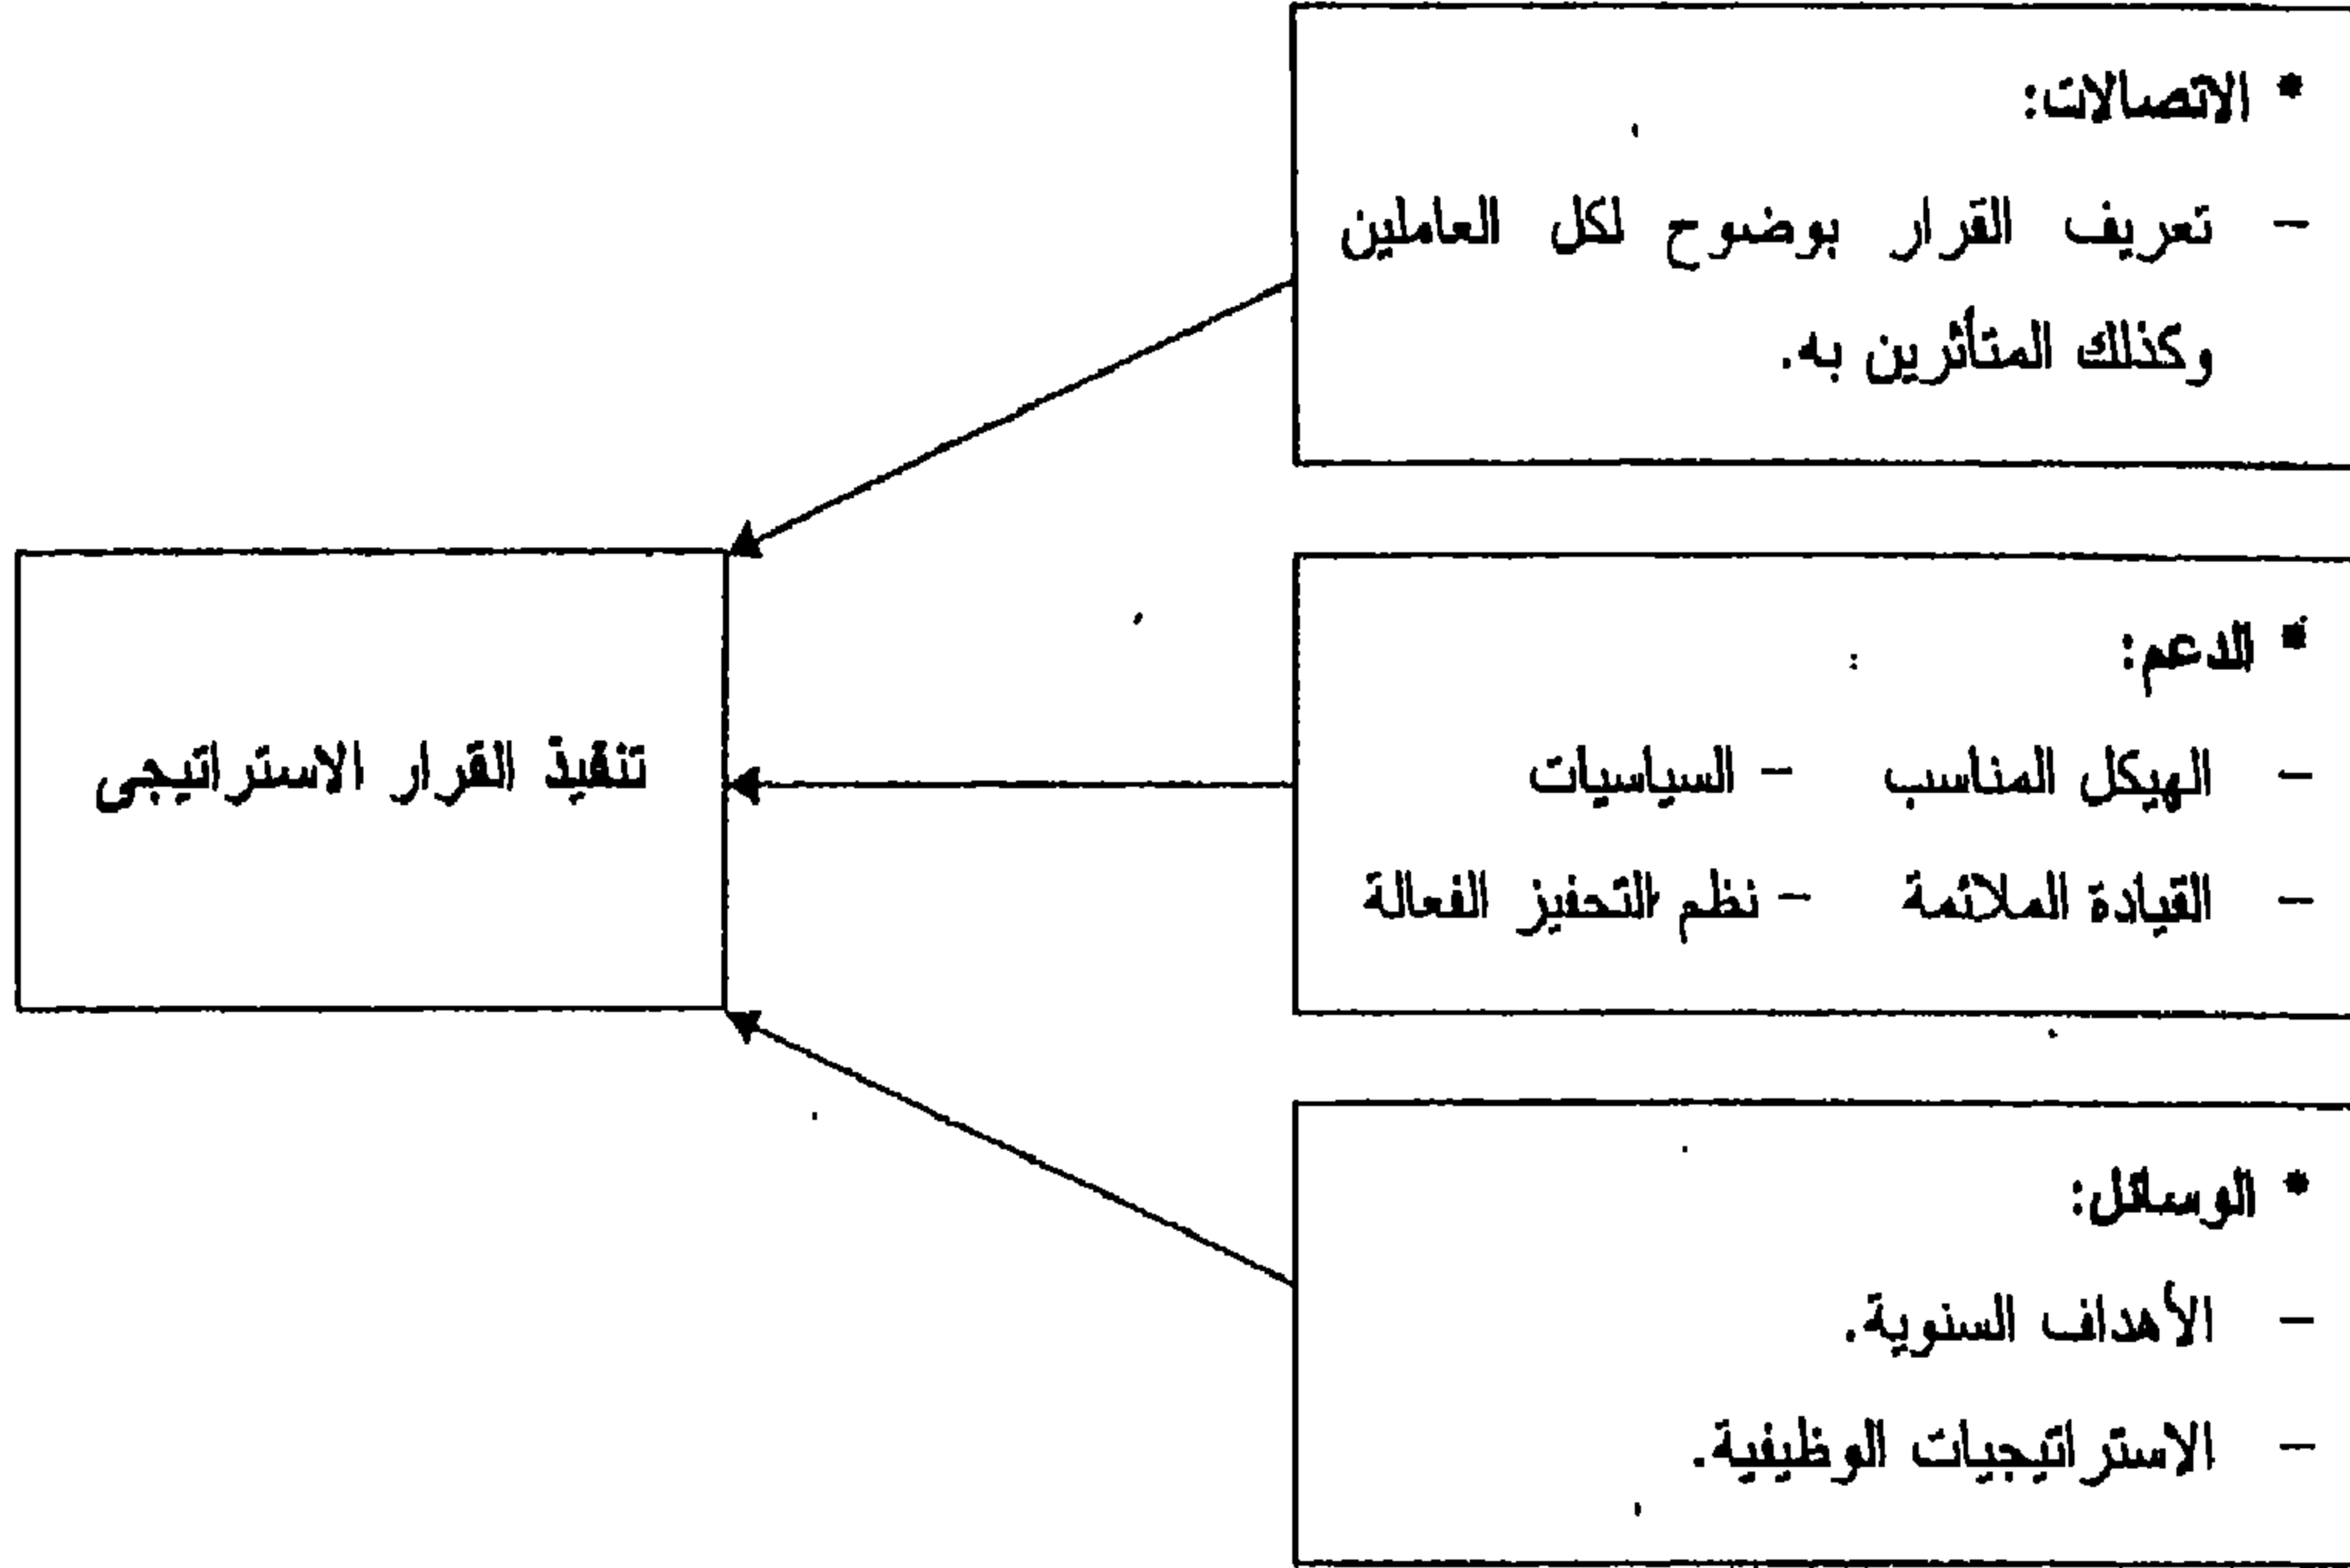 * الاتصالات:
- تعريف القرار بوضوح لكل العاملين
وكذلك المتأثرين به.
* الدعم:
- الهيكل المناسب - السياسيات
- القيادة الملائمة - نظم التحفيز الفعالة
* الوسائل:
- الأهداف السنوية.
- الاستراتيجيات الوظيفية.
تنفيذ القرار الاستراتيجى